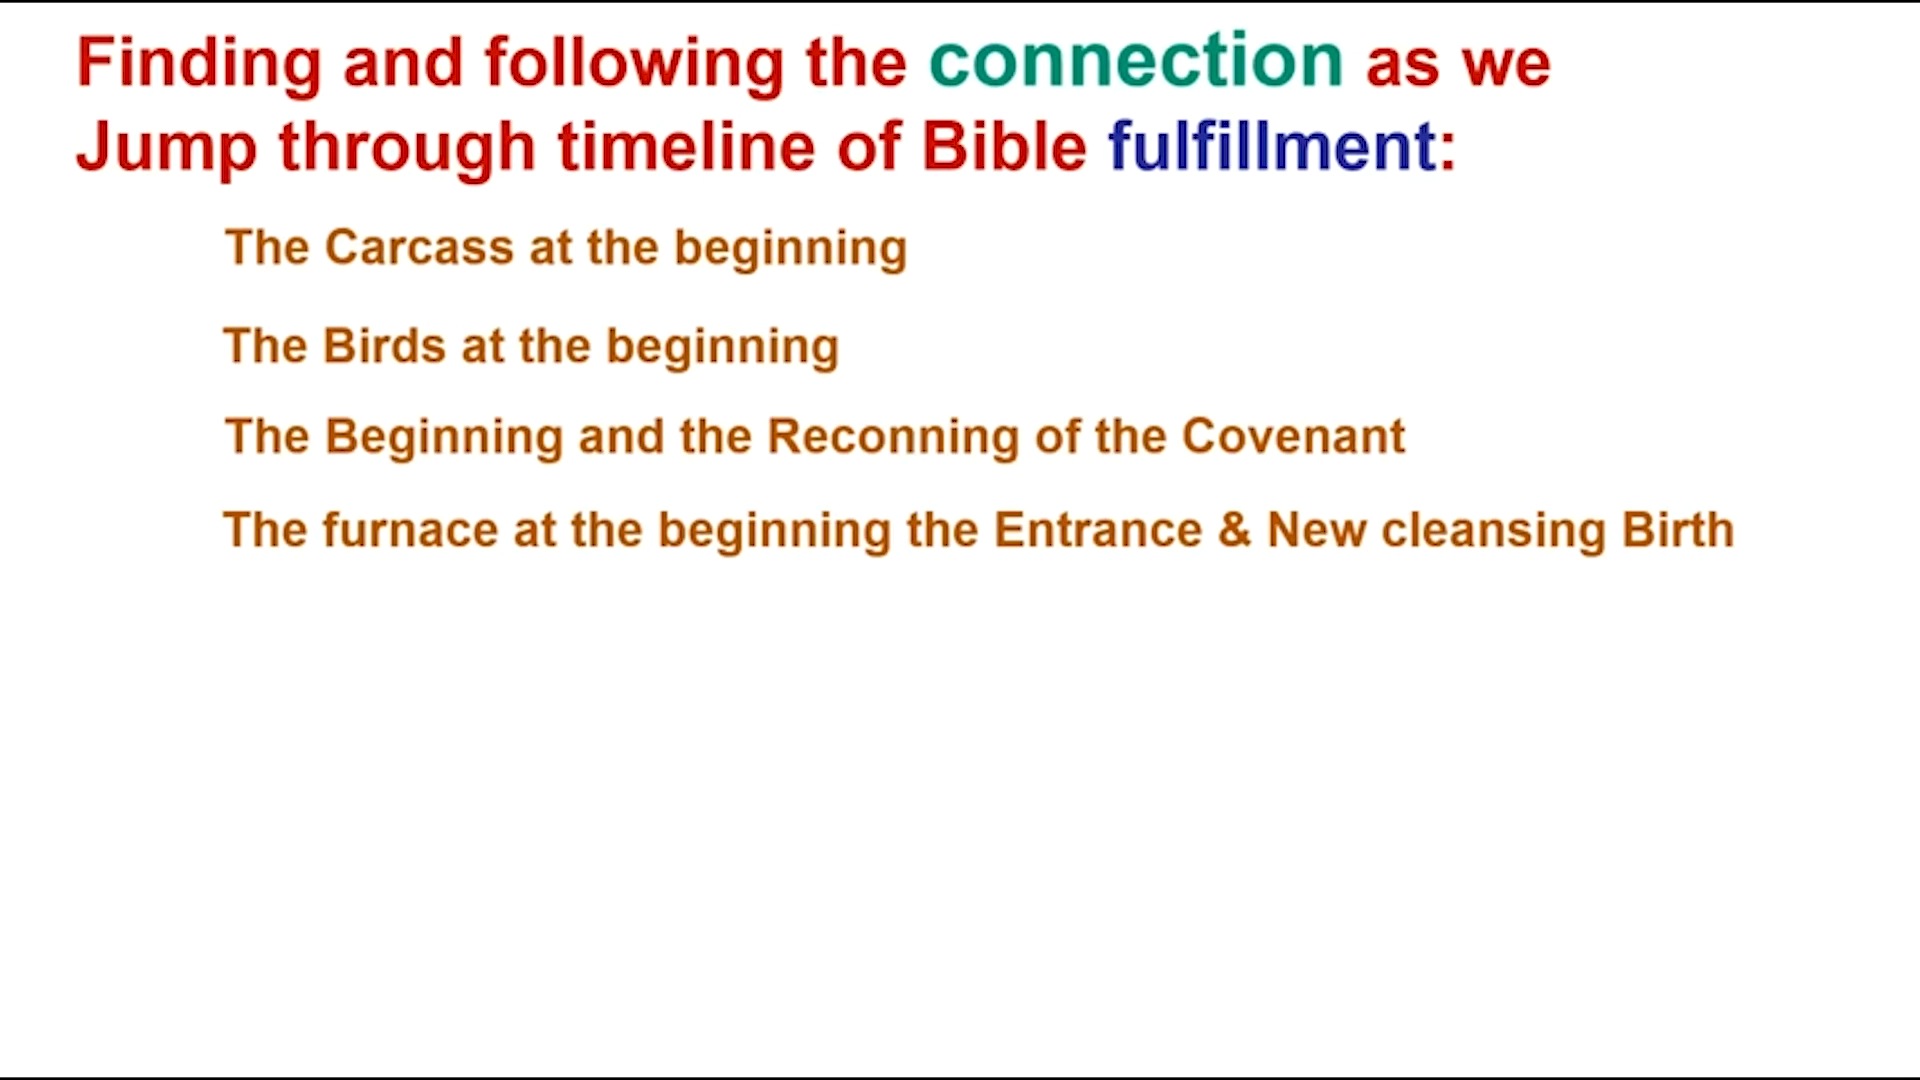 Finding and following the connection as we
Jump through timeline of Bible fulfillment:
The Carcass at the beginning
The Birds at the beginning
The Beginning and the Reconning of the Covenant
The furnace at the beginning the Entrance & New cleansing Birth